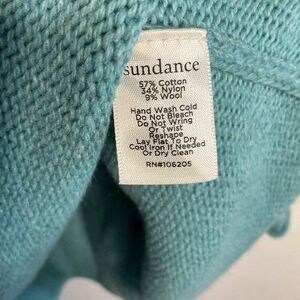 sundance
57% Cotton
34% Nylon
9% Wool
Hand Wash Cold
Do Not Bleach
Do Not Wring
Or Twist
Reshape
Lay Flat To Dry
Cool Iron If Needed
Or Dry Clean
RN#106205